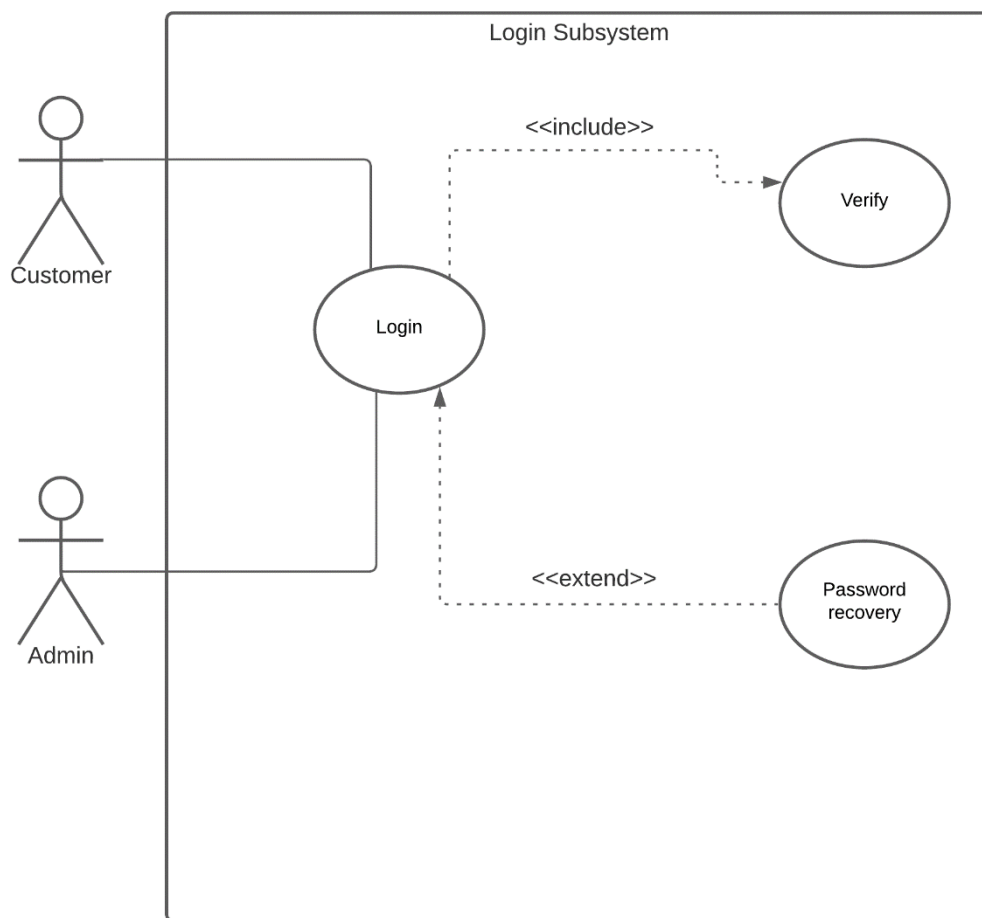 Login Subsystem
<<include>>
Verify
Customer
Login
<<extend>>
Password
recovery
Admin